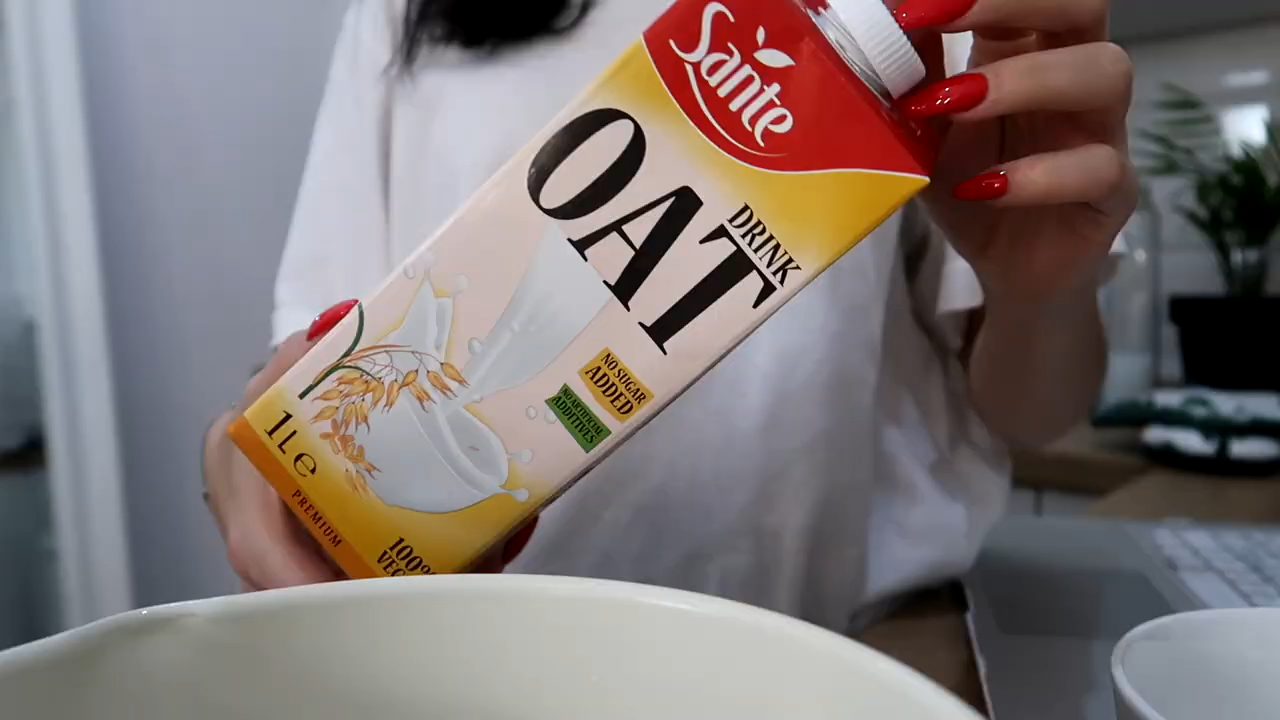 Sante
OAT
DRINK
NO SUGAR
ADDED
NO ARTIFICIAL
ADDITIVES
1L e
PREMIUM
100%